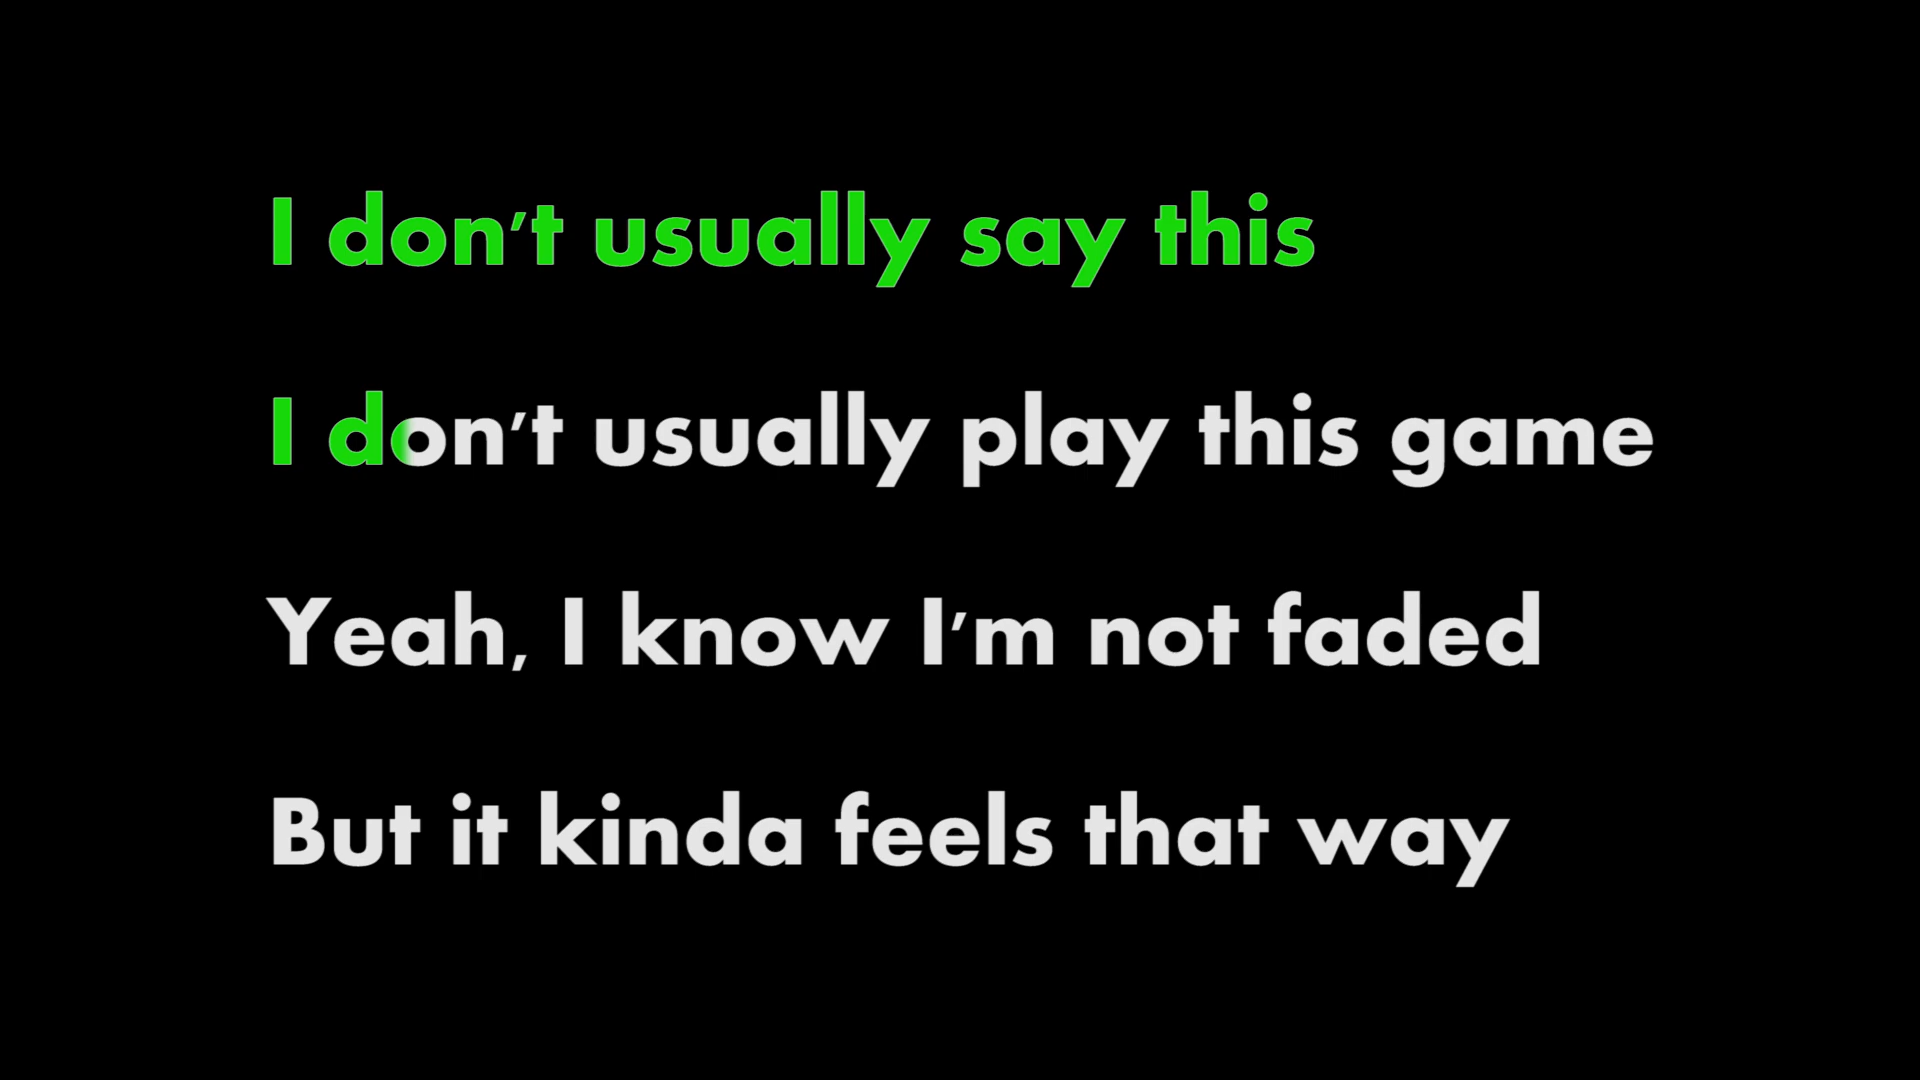 I don't usually say this
I don't usually play this game
Yeah, I know I'm not faded
But it kinda feels that way